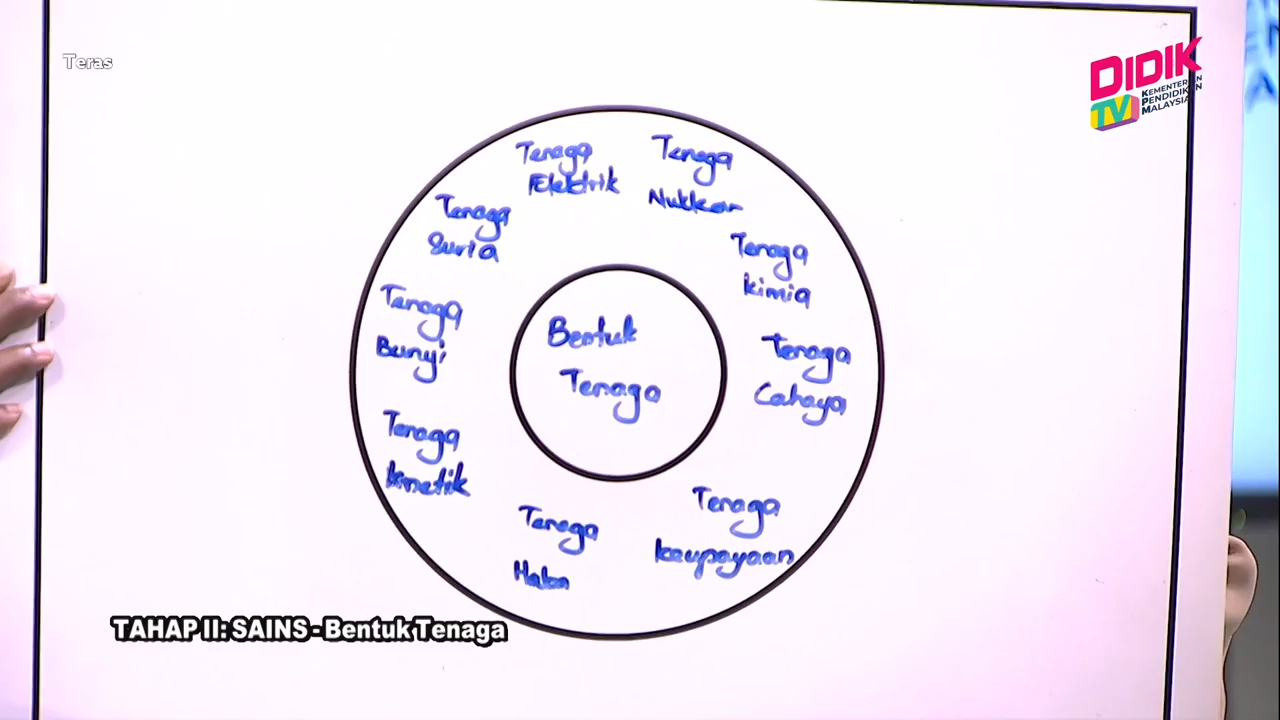 Teras
DIDIK
TV
KEMENTERIAN
PENDIDIKAN
MALAYSIA
Tenaga
Elektrik
Tenaga
Nuklear
Tenaga
Suria
Tenaga
kimia
Tenaga
Bunyi
Bentuk
Tenaga
Tenaga
Cahaya
Tenaga
kinetik
Tenaga
keupayaan
Tenaga
Haba
TAHAP II: SAINS - Bentuk Tenaga